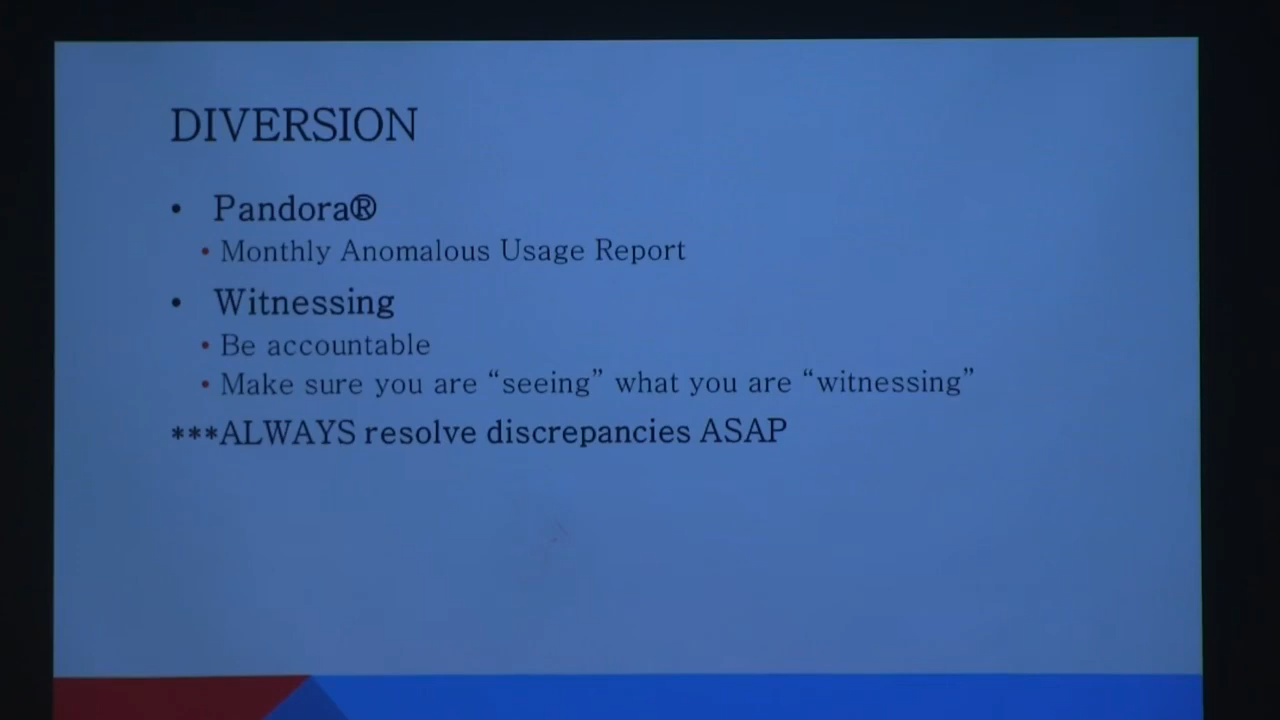 DIVERSION
• Pandora®
• Monthly Anomalous Usage Report
• Witnessing
• Be accountable
• Make sure you are “seeing” what you are “witnessing”
***ALWAYS resolve discrepancies ASAP